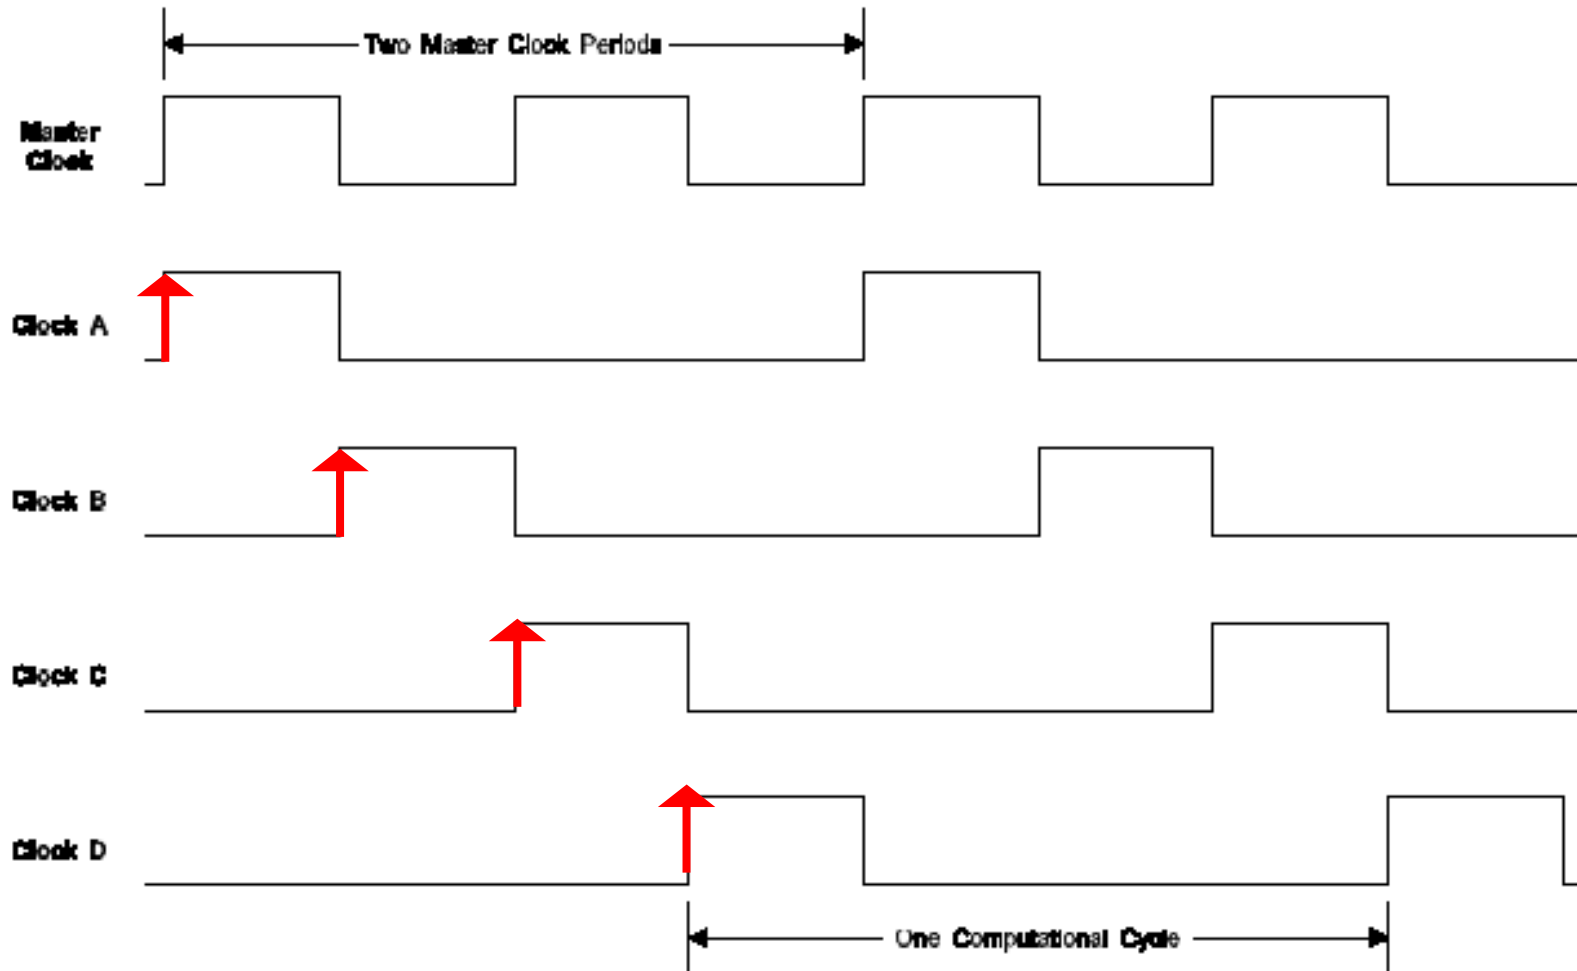 Two Master Clock Periods
Master
Clock
Clock A
Clock B
Clock C
Clock D
One Computational Cycle